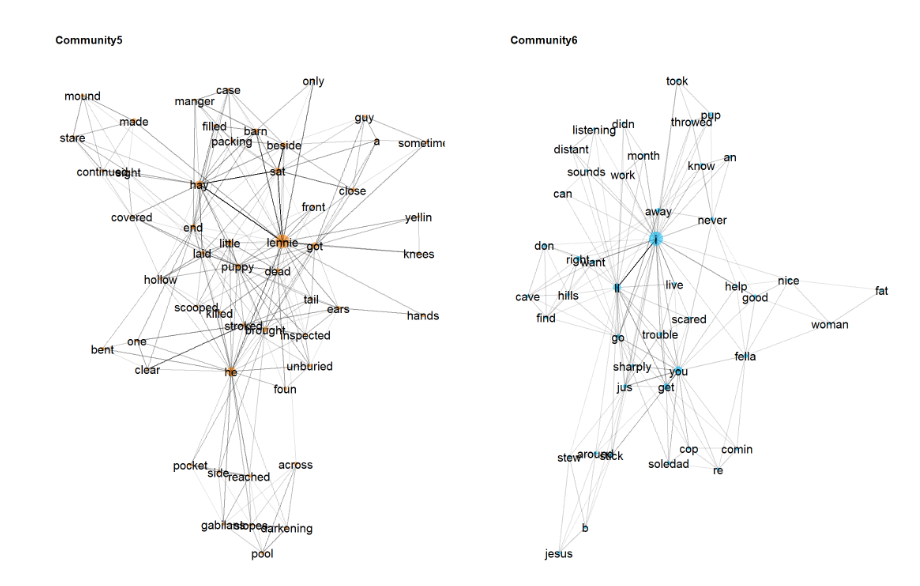 Community5
Community6
only
took
case
mound
manger
pup
guy
throwed
made
filled
didn
listening
barn
stare
packing
beside
a
sometime
distant
month
an
know
continued
sight
sat
sounds
work
hay
close
can
front
away
covered
yellin
never
end
i
little
lennie
got
don
laid
knees
right
want
puppy
dead
hollow
live
help
nice
ll
good
fat
cave
hills
tail
scooped
killed
ears
hands
find
scared
woman
stroked
brought
inspected
go
trouble
one
bent
fella
clear
he
unburied
sharply
you
foun
jus
get
cop
comin
pocket
side
reached
across
stew
around
stick
soledad
re
gabilans
slopes
darkening
b
pool
jesus